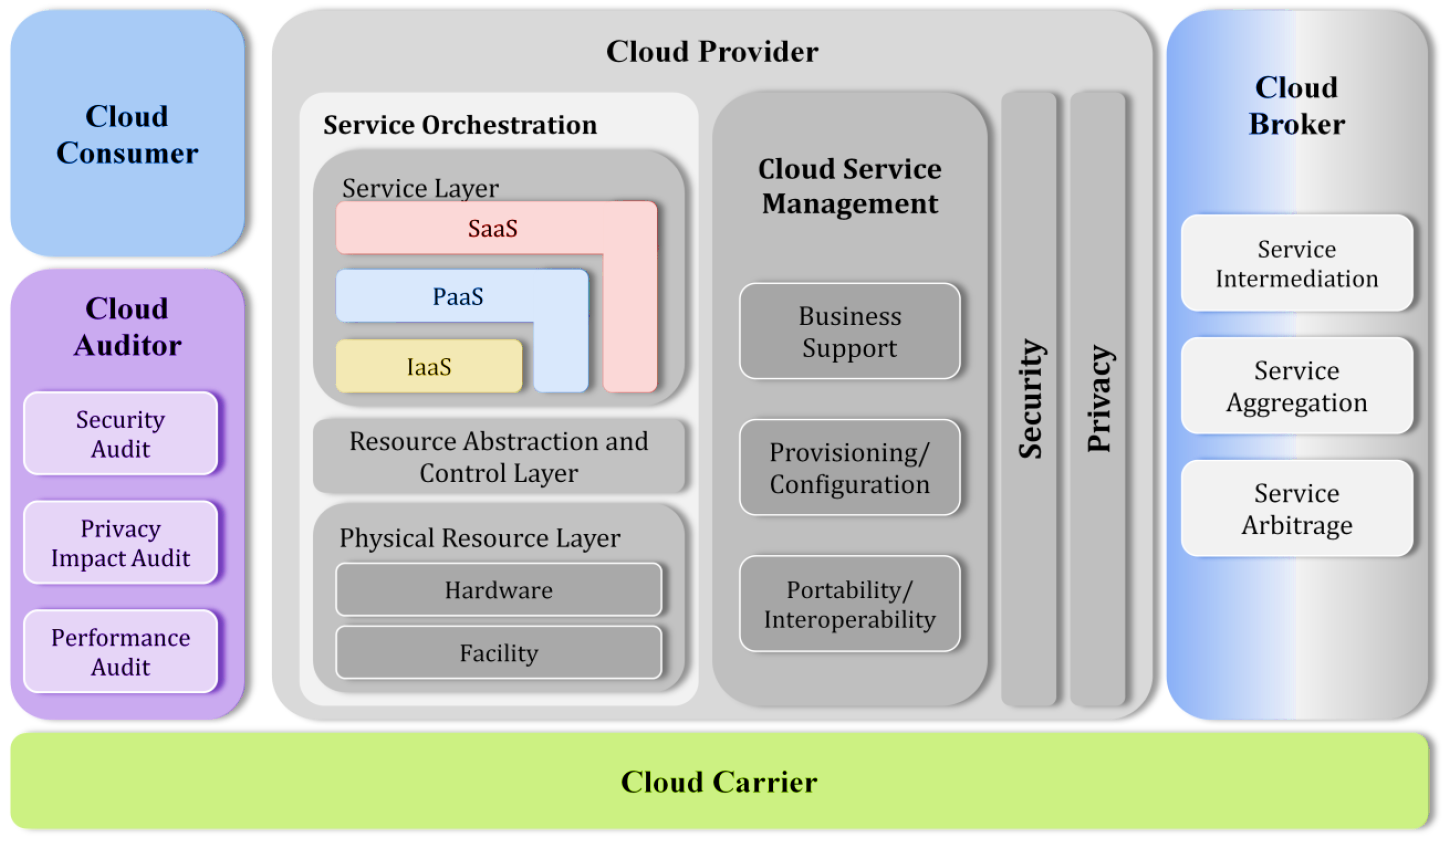 Cloud
Consumer
Cloud
Auditor
Security
Audit
Privacy
Impact Audit
Performance
Audit
Cloud Provider
Service Orchestration
Service Layer
SaaS
PaaS
IaaS
Resource Abstraction and
Control Layer
Physical Resource Layer
Hardware
Facility
Cloud Service
Management
Business
Support
Provisioning/
Configuration
Portability/
Interoperability
Security
Privacy
Cloud
Broker
Service
Intermediation
Service
Aggregation
Service
Arbitrage
Cloud Carrier